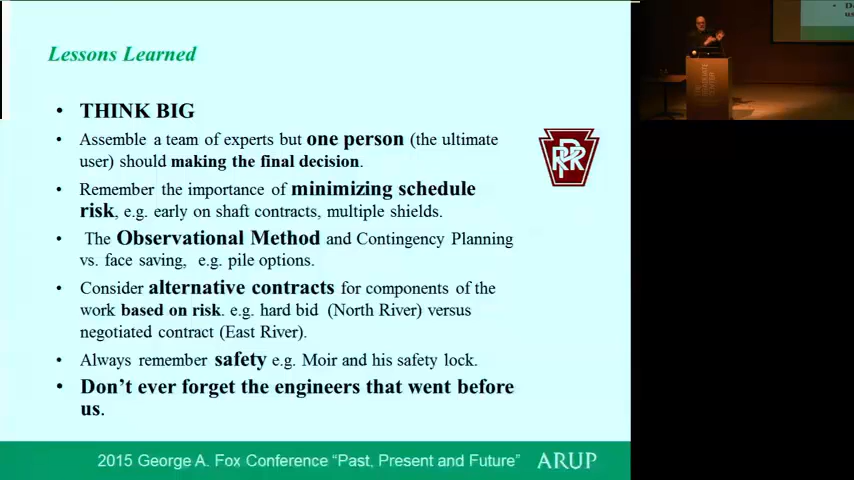 Lessons Learned
• THINK BIG
• Assemble a team of experts but one person (the ultimate
user) should making the final decision.
• Remember the importance of minimizing schedule
risk, e.g. early on shaft contracts, multiple shields.
• The Observational Method and Contingency Planning
vs. face saving, e.g. pile options.
• Consider alternative contracts for components of the
work based on risk. e.g. hard bid (North River) versus
negotiated contract (East River).
• Always remember safety e.g. Moir and his safety lock.
• Don't ever forget the engineers that went before
us.
PRR
2015 George A. Fox Conference "Past, Present and Future"
ARUP
• D
us